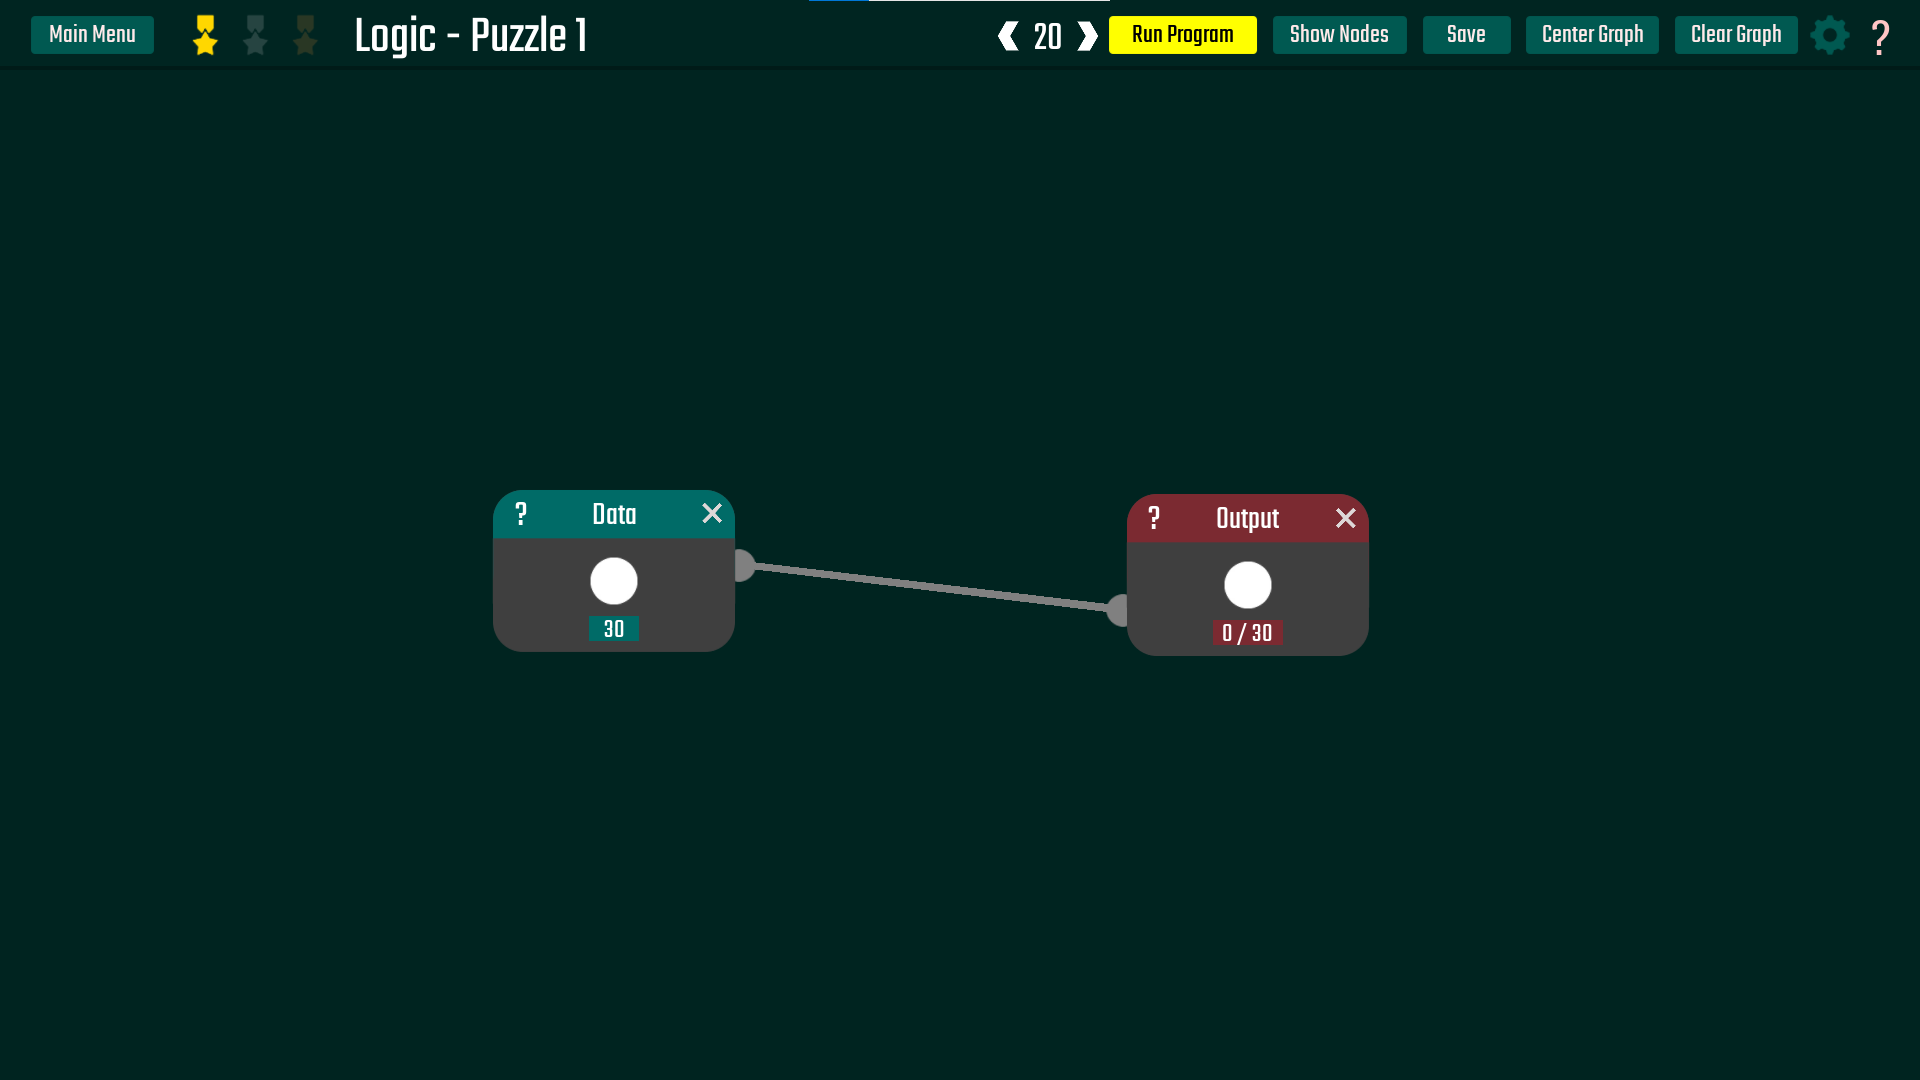 Main Menu
Logic - Puzzle 1
20
Run Program
Show Nodes
Save
Center Graph
Clear Graph
?
? Data
30
? Output
0 / 30